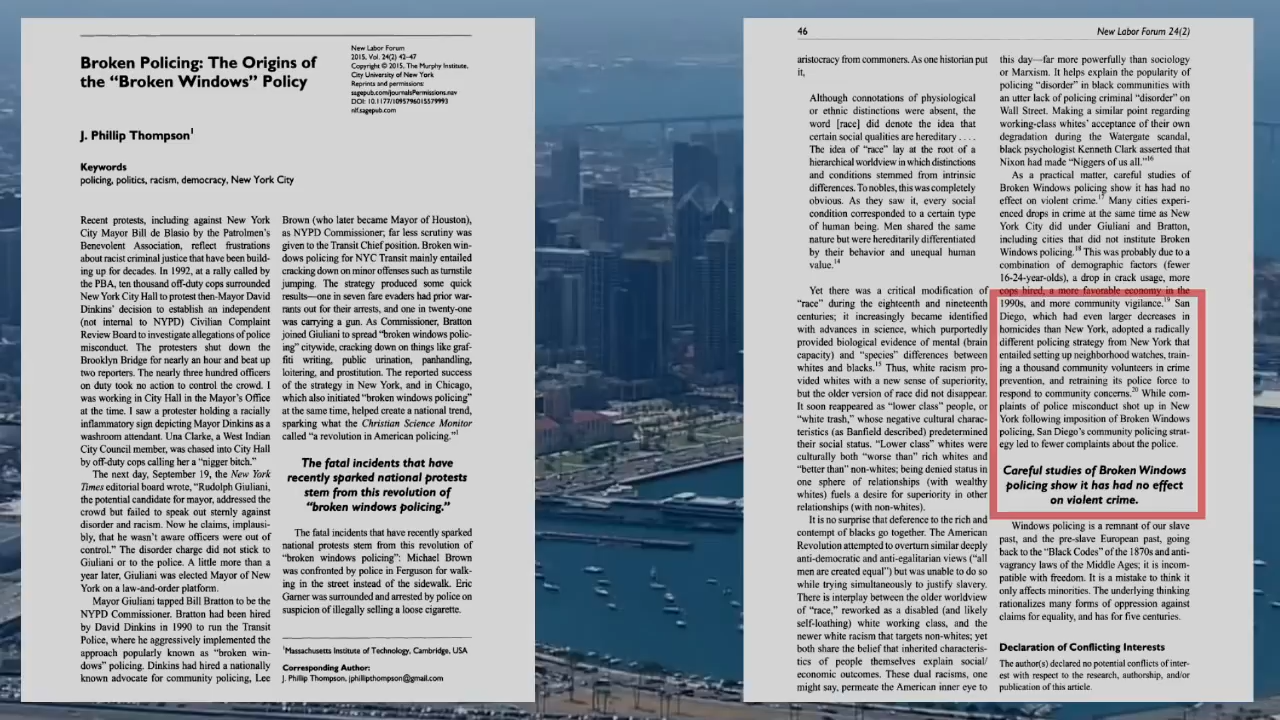 Broken Policing: The Origins of
the “Broken Windows” Policy
New Labor Forum
2015, Vol. 24(2) 42–47
Copyright © 2015, The Murphy Institute,
City University of New York
Reprints and permissions:
sagepub.com/journalsPermissions.nav
DOI: 10.1177/1095796015579993
nlf.sagepub.com
J. Phillip Thompson1
Keywords
policing, politics, racism, democracy, New York City
Recent protests, including against New York
City Mayor Bill de Blasio by the Patrolmen’s
Benevolent Association, reflect frustrations
about racist criminal justice that have been build-
ing up for decades. In 1992, at a rally called by
the PBA, ten thousand off-duty cops surrounded
New York City Hall to protest then-Mayor David
Dinkins’ decision to establish an independent
(not internal to NYPD) Civilian Complaint
Review Board to investigate allegations of police
misconduct. The protesters shut down the
Brooklyn Bridge for nearly an hour and beat up
two reporters. The nearly three hundred officers
on duty took no action to control the crowd. I
was working in City Hall in the Mayor’s Office
at the time. I saw a protester holding a racially
inflammatory sign depicting Mayor Dinkins as a
washroom attendant. Una Clarke, a West Indian
City Council member, was chased into City Hall
by off-duty cops calling her a “nigger bitch.”
The next day, September 19, the New York
Times editorial board wrote, “Rudolph Giuliani,
the potential candidate for mayor, addressed the
crowd but failed to speak out sternly against
disorder and racism. Now he claims, implausi-
bly, that he wasn’t aware officers were out of
control.” The disorder charge did not stick to
Giuliani or to the police. A little more than a
year later, Giuliani was elected Mayor of New
York on a law-and-order platform.
Mayor Giuliani tapped Bill Bratton to be the
NYPD Commissioner. Bratton had been hired
by David Dinkins in 1990 to run the Transit
Police, where he aggressively implemented the
approach popularly known as “broken win-
dows” policing. Dinkins had hired a nationally
known advocate for community policing, Lee
Brown (who later became Mayor of Houston),
as NYPD Commissioner; far less scrutiny was
given to the Transit Chief position. Broken win-
dows policing for NYC Transit mainly entailed
cracking down on minor offenses such as turnstile
jumping. The strategy produced some quick
results—one in seven fare evaders had prior war-
rants out for their arrests, and one in twenty-one
was carrying a gun. As Commissioner, Bratton
joined Giuliani to spread “broken windows polic-
ing” citywide, cracking down on things like graf-
fiti writing, public urination, panhandling,
loitering, and prostitution. The reported success
of the strategy in New York, and in Chicago,
which also initiated “broken windows policing”
at the same time, helped create a national trend,
sparking what the Christian Science Monitor
called “a revolution in American policing.”1
The fatal incidents that have
recently sparked national protests
stem from this revolution of
“broken windows policing.”
The fatal incidents that have recently sparked
national protests stem from this revolution of
“broken windows policing”: Michael Brown
was confronted by police in Ferguson for walk-
ing in the street instead of the sidewalk. Eric
Garner was surrounded and arrested by police on
suspicion of illegally selling a loose cigarette.
1Massachusetts Institute of Technology, Cambridge, USA
Corresponding Author:
J. Phillip Thompson, jphillipthompson@gmail.com
46
New Labor Forum 24(2)
aristocracy from commoners. As one historian put
it,
Although connotations of physiological
or ethnic distinctions were absent, the
word [race] did denote the idea that
certain social qualities are hereditary . . . .
The idea of “race” lay at the root of a
hierarchical worldview in which distinctions
and conditions stemmed from intrinsic
differences. To nobles, this was completely
obvious. As they saw it, every social
condition corresponded to a certain type
of human being. Men shared the same
nature but were hereditarily differentiated
by their behavior and unequal human
value.14
Yet there was a critical modification of
“race” during the eighteenth and nineteenth
centuries; it increasingly became identified
with advances in science, which purportedly
provided biological evidence of mental (brain
capacity) and “species” differences between
whites and blacks.15 Thus, white racism pro-
vided whites with a new sense of superiority,
but the older version of race did not disappear.
It soon reappeared as “lower class” people, or
“white trash,” whose negative cultural charac-
teristics (as Banfield described) predetermined
their social status. “Lower class” whites were
culturally both “worse than” rich whites and
“better than” non-whites; being denied status in
one sphere of relationships (with wealthy
whites) fuels a desire for superiority in other
relationships (with non-whites).
It is no surprise that deference to the rich and
contempt of blacks go together. The American
Revolution attempted to overturn similar deeply
anti-democratic and anti-egalitarian views (“all
men are created equal”) but was unable to do so
while trying simultaneously to justify slavery.
There is interplay between the older worldview
of “race,” reworked as a disabled (and likely
self-loathing) white working class, and the
newer white racism that targets non-whites; yet
both share the belief that inherited characteris-
tics of people themselves explain social/
economic outcomes. These dual racisms, one
might say, permeate the American inner eye to
this day—far more powerfully than sociology
or Marxism. It helps explain the popularity of
policing “disorder” in black communities with
an utter lack of policing criminal “disorder” on
Wall Street. Making a similar point regarding
working-class whites’ acceptance of their own
degradation during the Watergate scandal,
black psychologist Kenneth Clark asserted that
Nixon had made “Niggers of us all.”16
As a practical matter, careful studies of
Broken Windows policing show it has had no
effect on violent crime.17 Many cities experi-
enced drops in crime at the same time as New
York City did under Giuliani and Bratton,
including cities that did not institute Broken
Windows policing.18 This was probably due to a
combination of demographic factors (fewer
16-24-year-olds), a drop in crack usage, more
cops hired, a more favorable economy in the
1990s, and more community vigilance.19 San
Diego, which had even larger decreases in
homicides than New York, adopted a radically
different policing strategy from New York that
entailed setting up neighborhood watches, train-
ing a thousand community volunteers in crime
prevention, and retraining its police force to
respond to community concerns.20 While com-
plaints of police misconduct shot up in New
York following imposition of Broken Windows
policing, San Diego’s community policing strat-
egy led to fewer complaints about the police.
Careful studies of Broken Windows
policing show it has had no effect
on violent crime.
Windows policing is a remnant of our slave
past, and the pre-slave European past, going
back to the “Black Codes” of the 1870s and anti-
vagrancy laws of the Middle Ages; it is incom-
patible with freedom. It is a mistake to think it
only affects minorities. The underlying thinking
rationalizes many forms of oppression against
claims for equality, and has for five centuries.
Declaration of Conflicting Interests
The author(s) declared no potential conflicts of inter-
est with respect to the research, authorship, and/or
publication of this article.